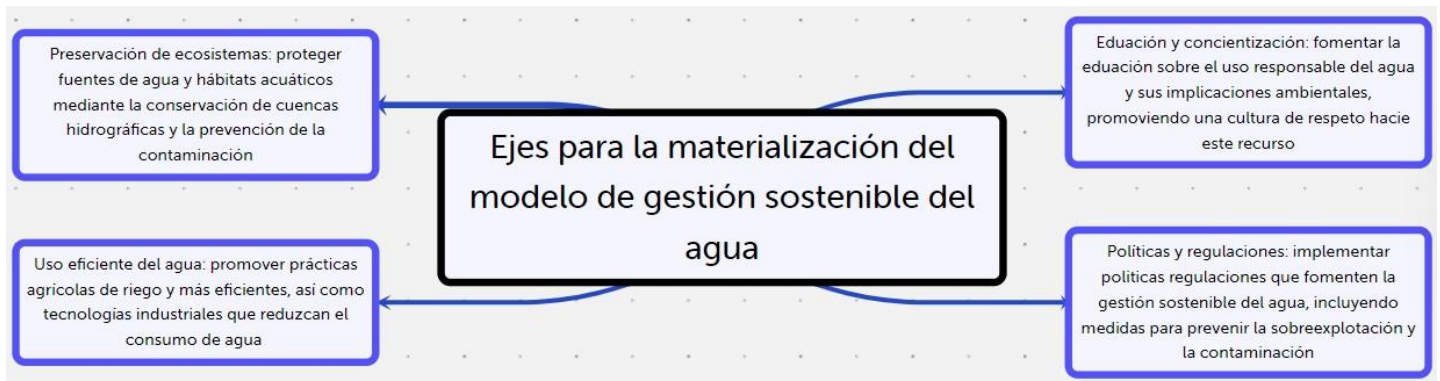 Preservación de ecosistemas: proteger
fuentes de agua y hábitats acuáticos
mediante la conservación de cuencas
hidrográficas y la prevención de la
contaminación
Eduación y concientización: fomentar la
eduación sobre el uso responsable del agua
y sus implicaciones ambientales,
promoviendo una cultura de respeto hacie
este recurso
Ejes para la materialización del
modelo de gestión sostenible del
agua
Uso eficiente del agua: promover prácticas
agricolas de riego y más eficientes, así como
tecnologías industriales que reduzcan el
consumo de agua
Políticas y regulaciones: implementar
politicas regulaciones que fomenten la
gestión sostenible del agua, incluyendo
medidas para prevenir la sobreexplotación y
la contaminación